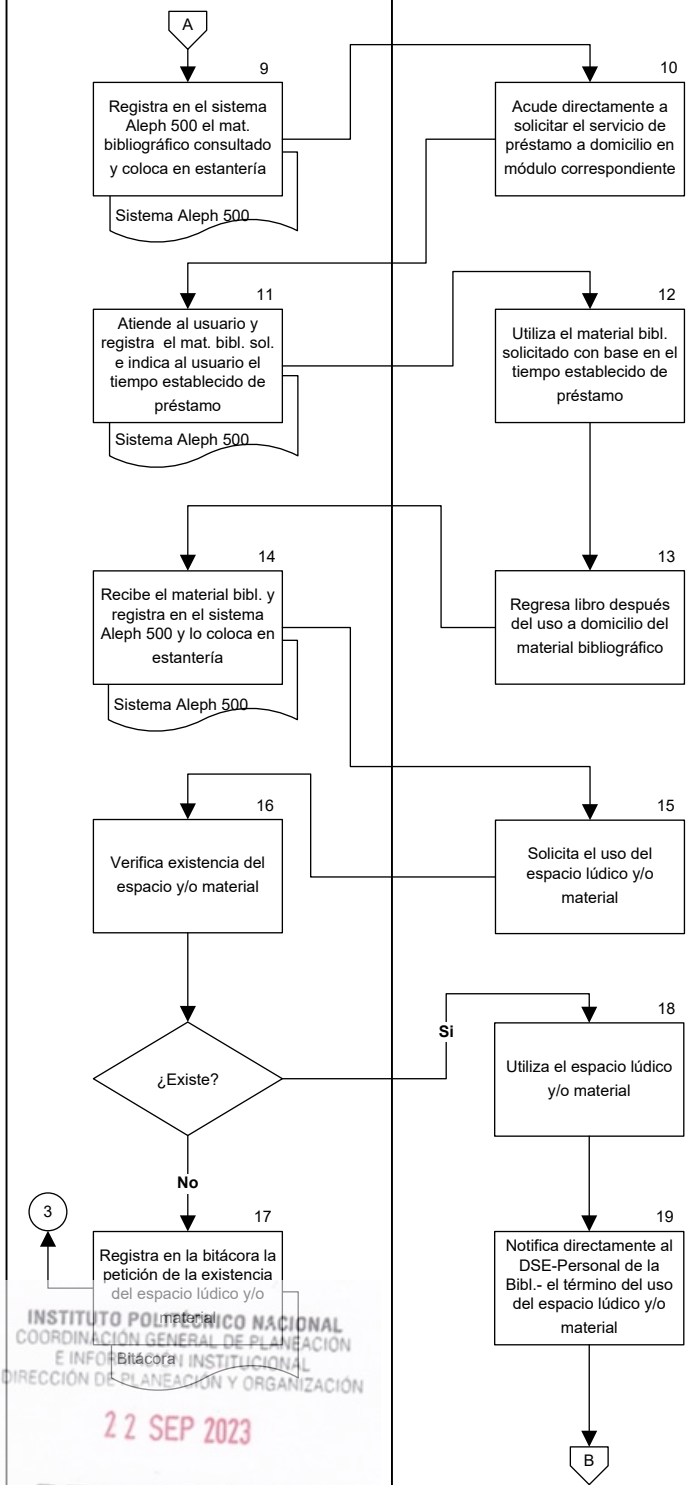 A
9
Registra en el sistema
Aleph 500 el mat.
bibliográfico consultado
y coloca en estantería
Sistema Aleph 500
10
Acude directamente a
solicitar el servicio de
préstamo a domicilio en
módulo correspondiente
11
Atiende al usuario y
registra el mat. bibl. sol.
e indica al usuario el
tiempo establecido de
préstamo
Sistema Aleph 500
12
Utiliza el material bibl.
solicitado con base en el
tiempo establecido de
préstamo
13
Regresa libro después
del uso a domicilio del
material bibliográfico
14
Recibe el material bibl. y
registra en el sistema
Aleph 500 y lo coloca en
estantería
Sistema Aleph 500
15
Solicita el uso del
espacio lúdico y/o
material
16
Verifica existencia del
espacio y/o material
¿Existe?
Si
No
18
Utiliza el espacio lúdico
y/o material
3
17
Registra en la bitácora la
petición de la existencia
del espacio lúdico y/o
material
Bitácora
19
Notifica directamente al
DSE-Personal de la
Bibl.- el término del uso
del espacio lúdico y/o
material
B
INSTITUTO POLITÉCNICO NACIONAL
COORDINACIÓN GENERAL DE PLANEACIÓN
E INFORMACIÓN INSTITUCIONAL
DIRECCIÓN DE PLANEACIÓN Y ORGANIZACIÓN
22 SEP 2023